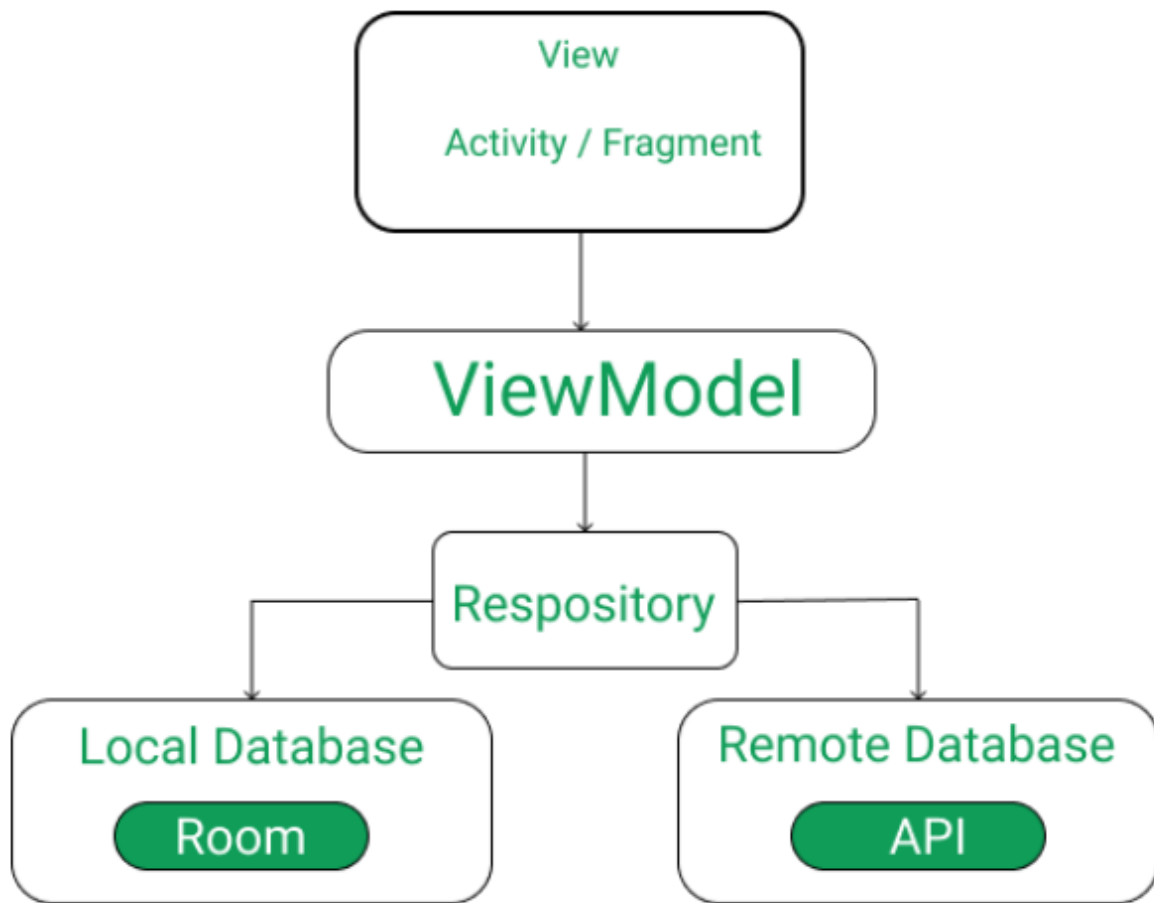 View
Activity / Fragment
ViewModel
Respository
Local Database
Room
Remote Database
API